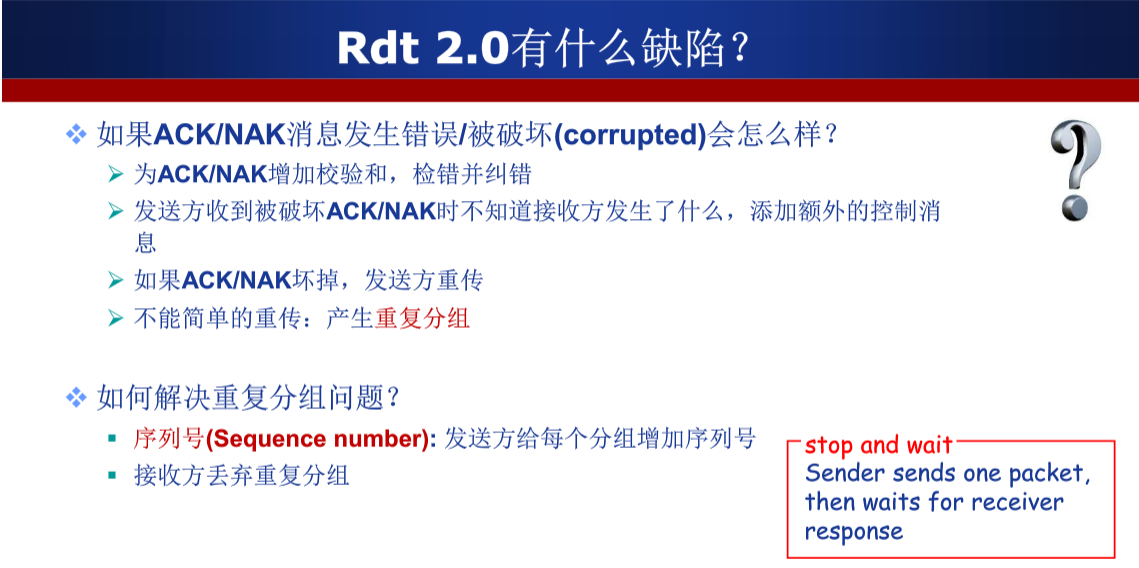 Rdt 2.0有什么缺陷？
如果ACK/NAK消息发生错误/被破坏(corrupted)会怎么样？
为ACK/NAK增加校验和，检错并纠错
发送方收到被破坏ACK/NAK时不知道接收方发生了什么，添加额外的控制消
息
如果ACK/NAK坏掉，发送方重传
不能简单的重传：产生重复分组
如何解决重复分组问题？
序列号(Sequence number): 发送方给每个分组增加序列号
接收方丢弃重复分组
stop and wait
Sender sends one packet,
then waits for receiver
response